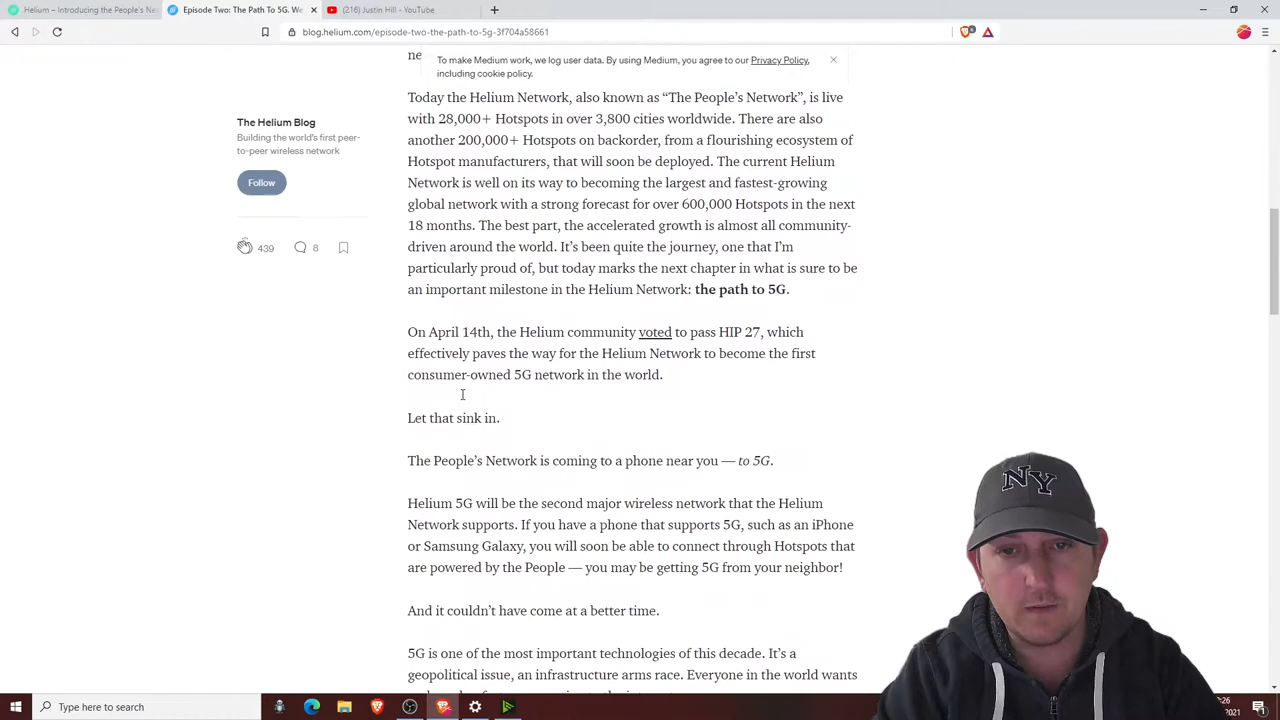 Helium – Introducing the People's Ne
Episode Two: The Path To 5G. We
(216) Justin Hill - YouTube
blog.helium.com/episode-two-the-path-to-5g-3f704a58661
ne
To make Medium work, we log user data. By using Medium, you agree to our Privacy Policy,
including cookie policy.
The Helium Blog
Building the world's first peer-
to-peer wireless network
Follow
439
8
Today the Helium Network, also known as “The People’s Network”, is live
with 28,000+ Hotspots in over 3,800 cities worldwide. There are also
another 200,000+ Hotspots on backorder, from a flourishing ecosystem of
Hotspot manufacturers, that will soon be deployed. The current Helium
Network is well on its way to becoming the largest and fastest-growing
global network with a strong forecast for over 600,000 Hotspots in the next
18 months. The best part, the accelerated growth is almost all community-
driven around the world. It’s been quite the journey, one that I’m
particularly proud of, but today marks the next chapter in what is sure to be
an important milestone in the Helium Network: the path to 5G.
On April 14th, the Helium community voted to pass HIP 27, which
effectively paves the way for the Helium Network to become the first
consumer-owned 5G network in the world.
Let that sink in.
The People’s Network is coming to a phone near you — to 5G.
Helium 5G will be the second major wireless network that the Helium
Network supports. If you have a phone that supports 5G, such as an iPhone
or Samsung Galaxy, you will soon be able to connect through Hotspots that
are powered by the People — you may be getting 5G from your neighbor!
And it couldn’t have come at a better time.
5G is one of the most important technologies of this decade. It’s a
geopolitical issue, an infrastructure arms race. Everyone in the world wants
NY
Type here to search